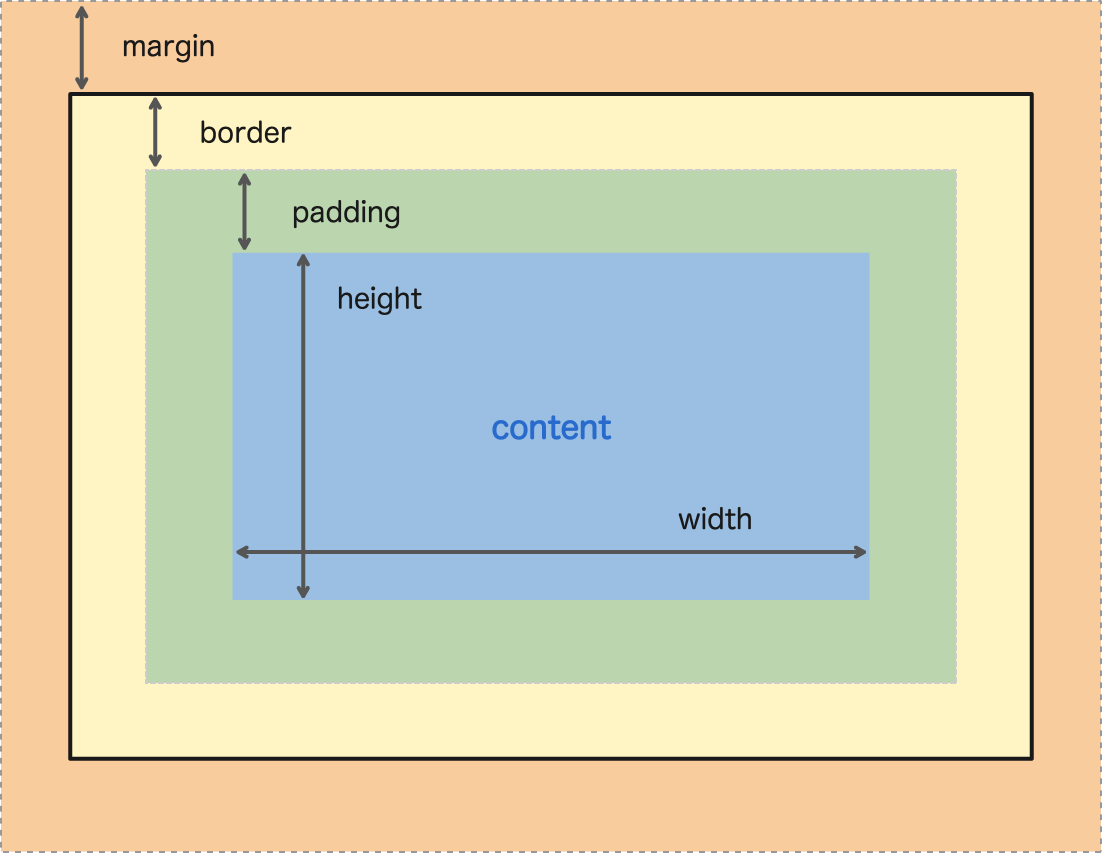 margin
border
padding
height
content
width